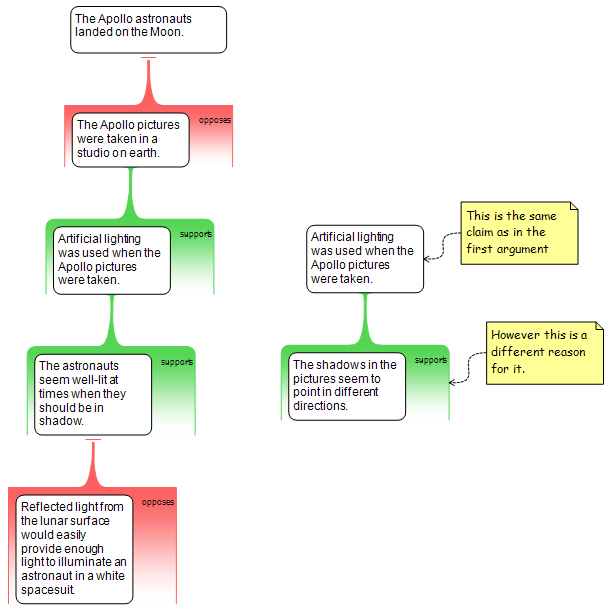 The Apollo astronauts
landed on the Moon.
opposes
The Apollo pictures
were taken in a
studio on earth.
supports
Artificial lighting
was used when the
Apollo pictures
were taken.
supports
The astronauts
seem well-lit at
times when they
should be in
shadow.
opposes
Reflected light from
the lunar surface
would easily
provide enough
light to illuminate an
astronaut in a white
spacesuit.
Artificial lighting
was used when the
Apollo pictures
were taken.
This is the same
claim as in the
first argument
supports
The shadows in the
pictures seem to
point in different
directions.
However this is a
different reason
for it.